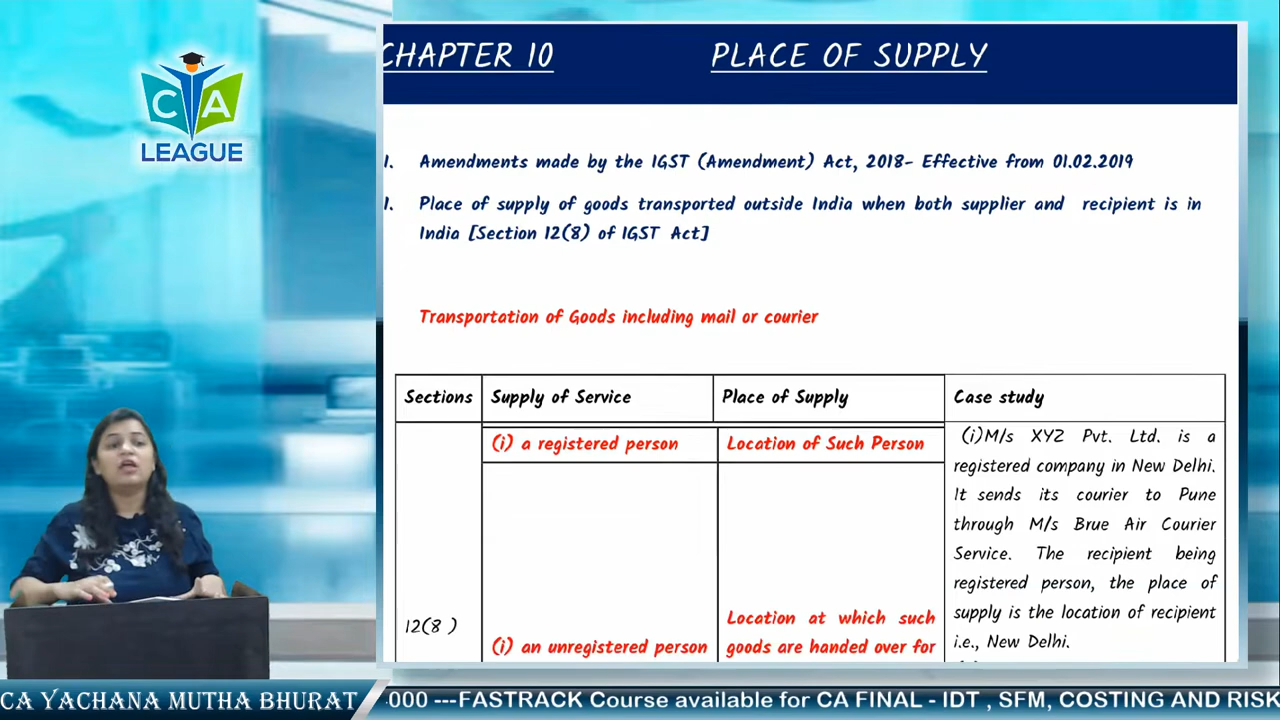 CHAPTER 10 PLACE OF SUPPLY
CA
LEAGUE
1. Amendments made by the IGST (Amendment) Act, 2018- Effective from 01.02.2019
1. Place of supply of goods transported outside India when both supplier and recipient is in
India [Section 12(8) of IGST Act]
Transportation of Goods including mail or courier
Sections Supply of Service Place of Supply Case study
12(8 )
(i) a registered person
Location of Such Person
(i) an unregistered person
Location at which such
goods are handed over for
(i)M/s XYZ Pvt. Ltd. is a
registered company in New Delhi.
It sends its courier to Pune
through M/s Brue Air Courier
Service. The recipient being
registered person, the place of
supply is the location of recipient
i.e., New Delhi.
CA YACHANA MUTHA BHURAT
000 ---FASTRACK Course available for CA FINAL - IDT , SFM, COSTING AND RISK